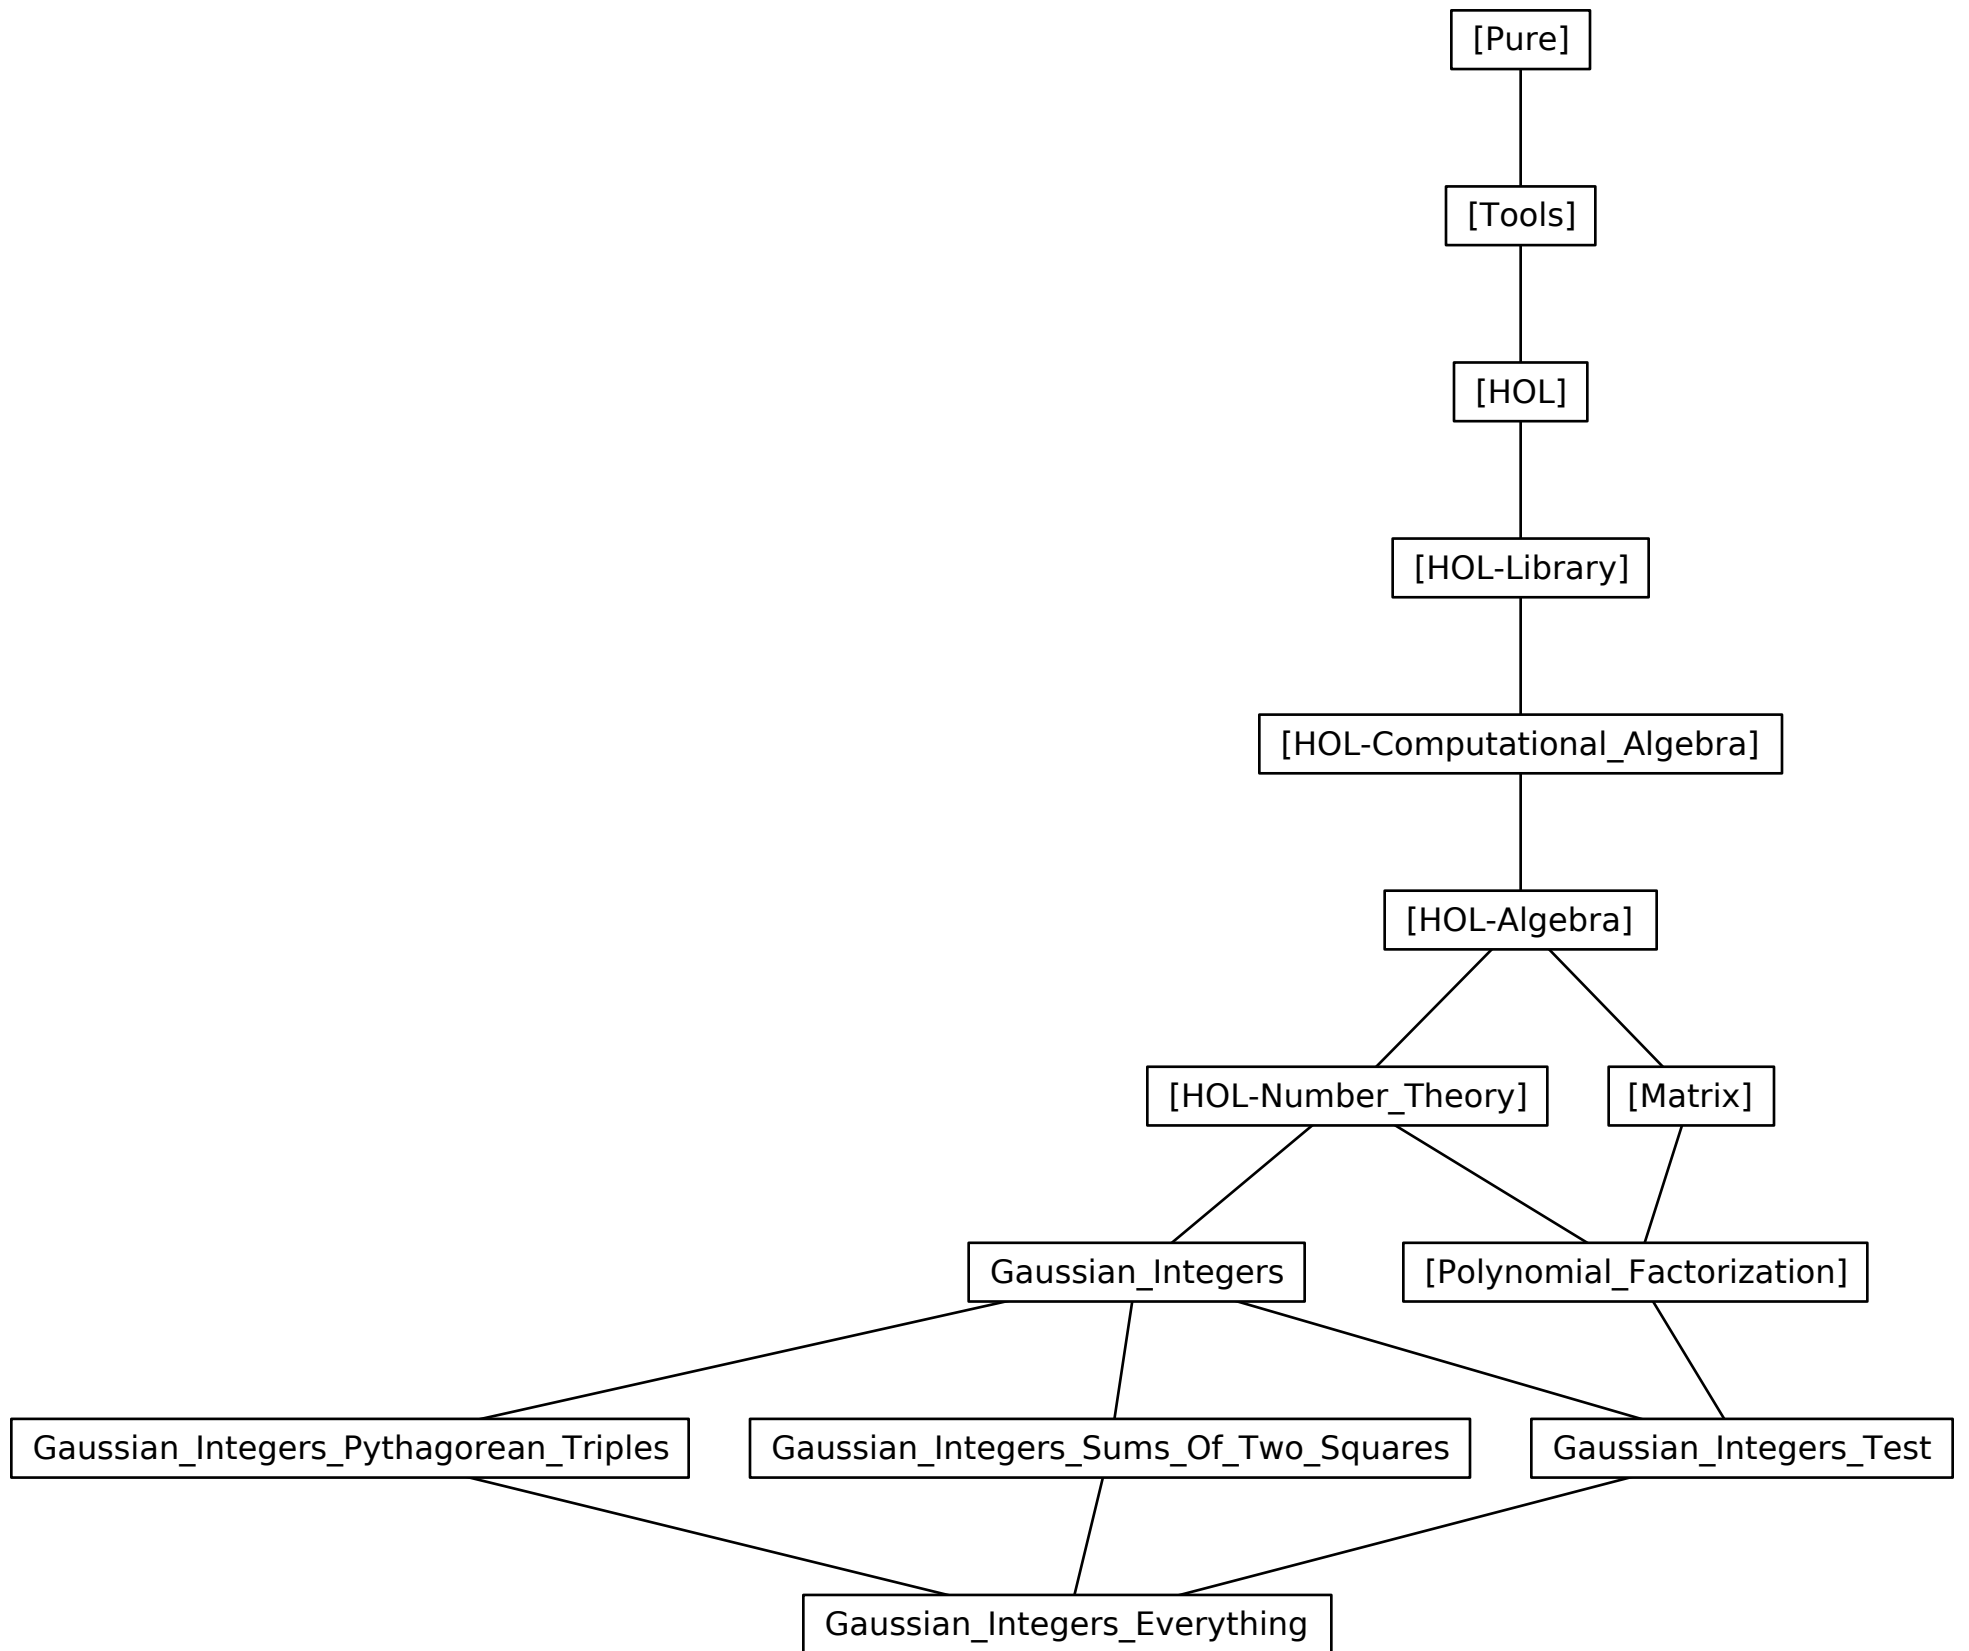 [Pure]
[Tools]
[HOL]
[HOL-Library]
[HOL-Computational_Algebra]
[HOL-Algebra]
[HOL-Number_Theory]
[Matrix]
Gaussian_Integers
[Polynomial_Factorization]
Gaussian_Integers_Pythagorean_Triples
Gaussian_Integers_Sums_Of_Two_Squares
Gaussian_Integers_Test
Gaussian_Integers_Everything